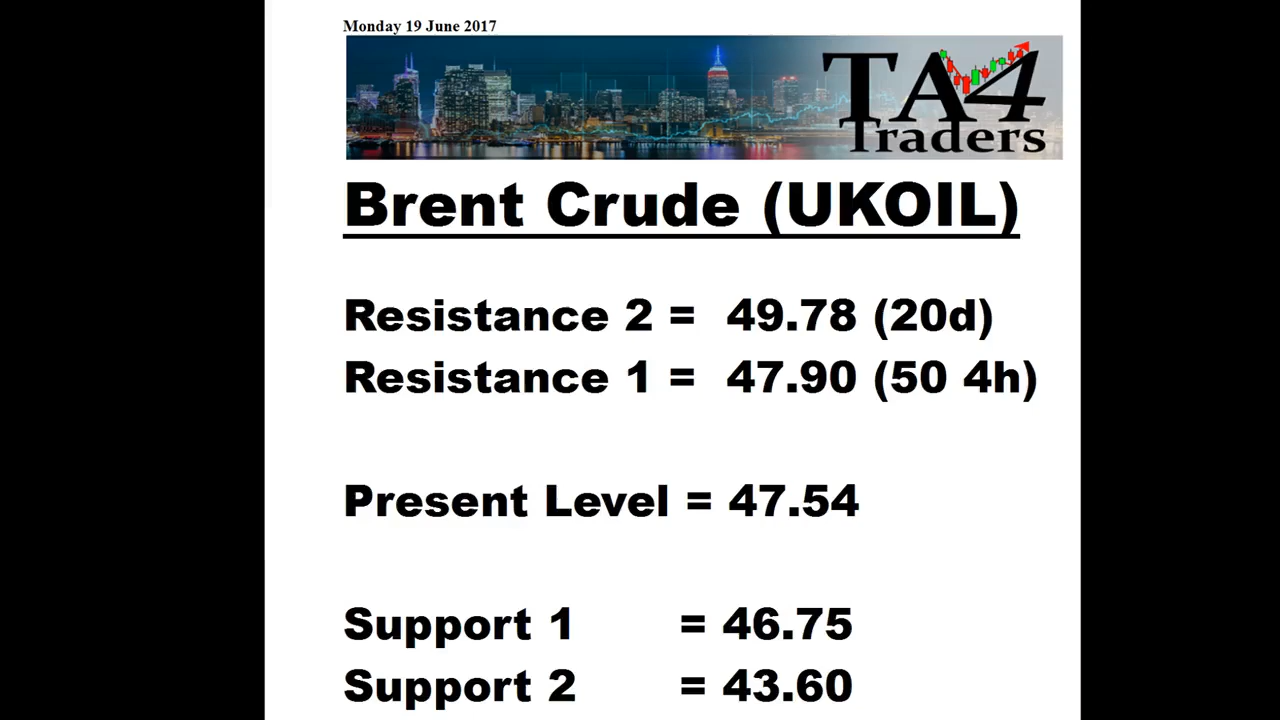 Monday 19 June 2017
TA4
Traders
Brent Crude (UKOIL)
Resistance 2 = 49.78 (20d)
Resistance 1 = 47.90 (50 4h)
Present Level = 47.54
Support 1 = 46.75
Support 2 = 43.60